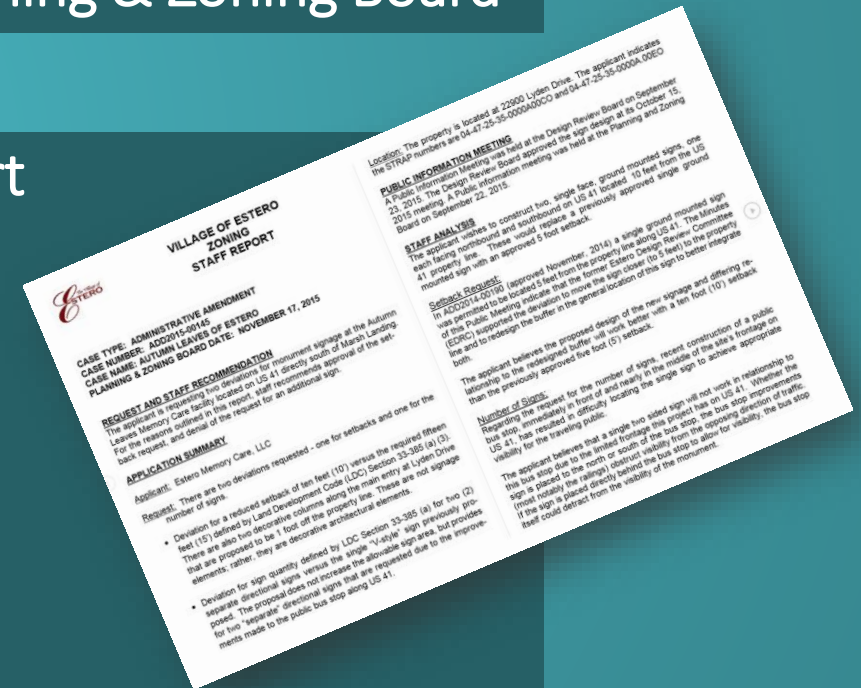 ning & Zoning Board
rt
The Village of
ESTERO
VILLAGE OF ESTERO
ZONING
STAFF REPORT
CASE TYPE: ADMINISTRATIVE AMENDMENT
CASE NUMBER: ADD2015-00145
CASE NAME: AUTUMN LEAVES OF ESTERO
PLANNING & ZONING BOARD DATE: NOVEMBER 17, 2015
REQUEST AND STAFF RECOMMENDATION
The applicant is requesting two deviations for monument signage at the Autumn
Leaves Memory Care facility located on US 41 directly south of Marsh Landing.
For the reasons outlined in this report, staff recommends approval of the set-
back request, and denial of the request for an additional sign.
APPLICATION SUMMARY
Applicant: Estero Memory Care, LLC
Request: There are two deviations requested - one for setbacks and one for the
number of signs.
• Deviation for a reduced setback of ten feet (10') versus the required fifteen
feet (15') defined by Land Development Code (LDC) Section 33-385 (a) (3).
There are also two decorative columns along the main entry at Lyden Drive
that are proposed to be 1 foot off the property line. These are not signage
elements; rather, they are decorative architectural elements.
• Deviation for sign quantity defined by LDC Section 33-385 (a) for two (2)
separate directional signs versus the single "V-style" sign previously pro-
posed. The proposal does not increase the allowable sign area, but provides
for two "separate" directional signs that are requested due to the improve-
ments made to the public bus stop along US 41.
Location: The property is located at 22900 Lyden Drive. The applicant indicates
the STRAP numbers are 04-47-25-35-0000A00CO and 04-47-25-35-0000A.00EO
PUBLIC INFORMATION MEETING
A Public Information Meeting was held at the Design Review Board on September
23, 2015. The Design Review Board approved the sign design at its October 15,
2015 meeting. A Public information meeting was held at the Planning and Zoning
Board on September 22, 2015.
STAFF ANALYSIS
The applicant wishes to construct two, single face, ground mounted signs, one
each facing northbound and southbound on US 41 located 10 feet from the US
41 property line. These would replace a previously approved single ground
mounted sign with an approved 5 foot setback.
Setback Request:
In ADD2014-00190 (approved November, 2014) a single ground mounted sign
was permitted to be located 5 feet from the property line along US 41. The Minutes
of this Public Meeting indicate that the former Estero Design Review Committee
(EDRC) supported the deviation to move the sign closer (to 5 feet) to the property
line and to redesign the buffer in the general location of this sign to better integrate
both.
The applicant believes the proposed design of the new signage and differing re-
lationship to the redesigned buffer will work better with a ten foot (10') setback
than the previously approved five foot (5') setback.
Number of Signs:
Regarding the request for the number of signs, recent construction of a public
bus stop, immediately in front of and nearly in the middle of the site's frontage on
US 41, has resulted in difficulty locating the single sign to achieve appropriate
visibility for the traveling public.
The applicant believes that a single two sided sign will not work in relationship to
this bus stop due to the limited frontage this project has on US 41. Whether the
sign is placed to the north or south of the bus stop, the bus stop improvements
(most notably the railings) obstruct visibility from the opposing direction of traffic.
If the sign is placed directly behind the bus stop to allow for visibility, the bus stop
itself could detract from the visibility of the monument.